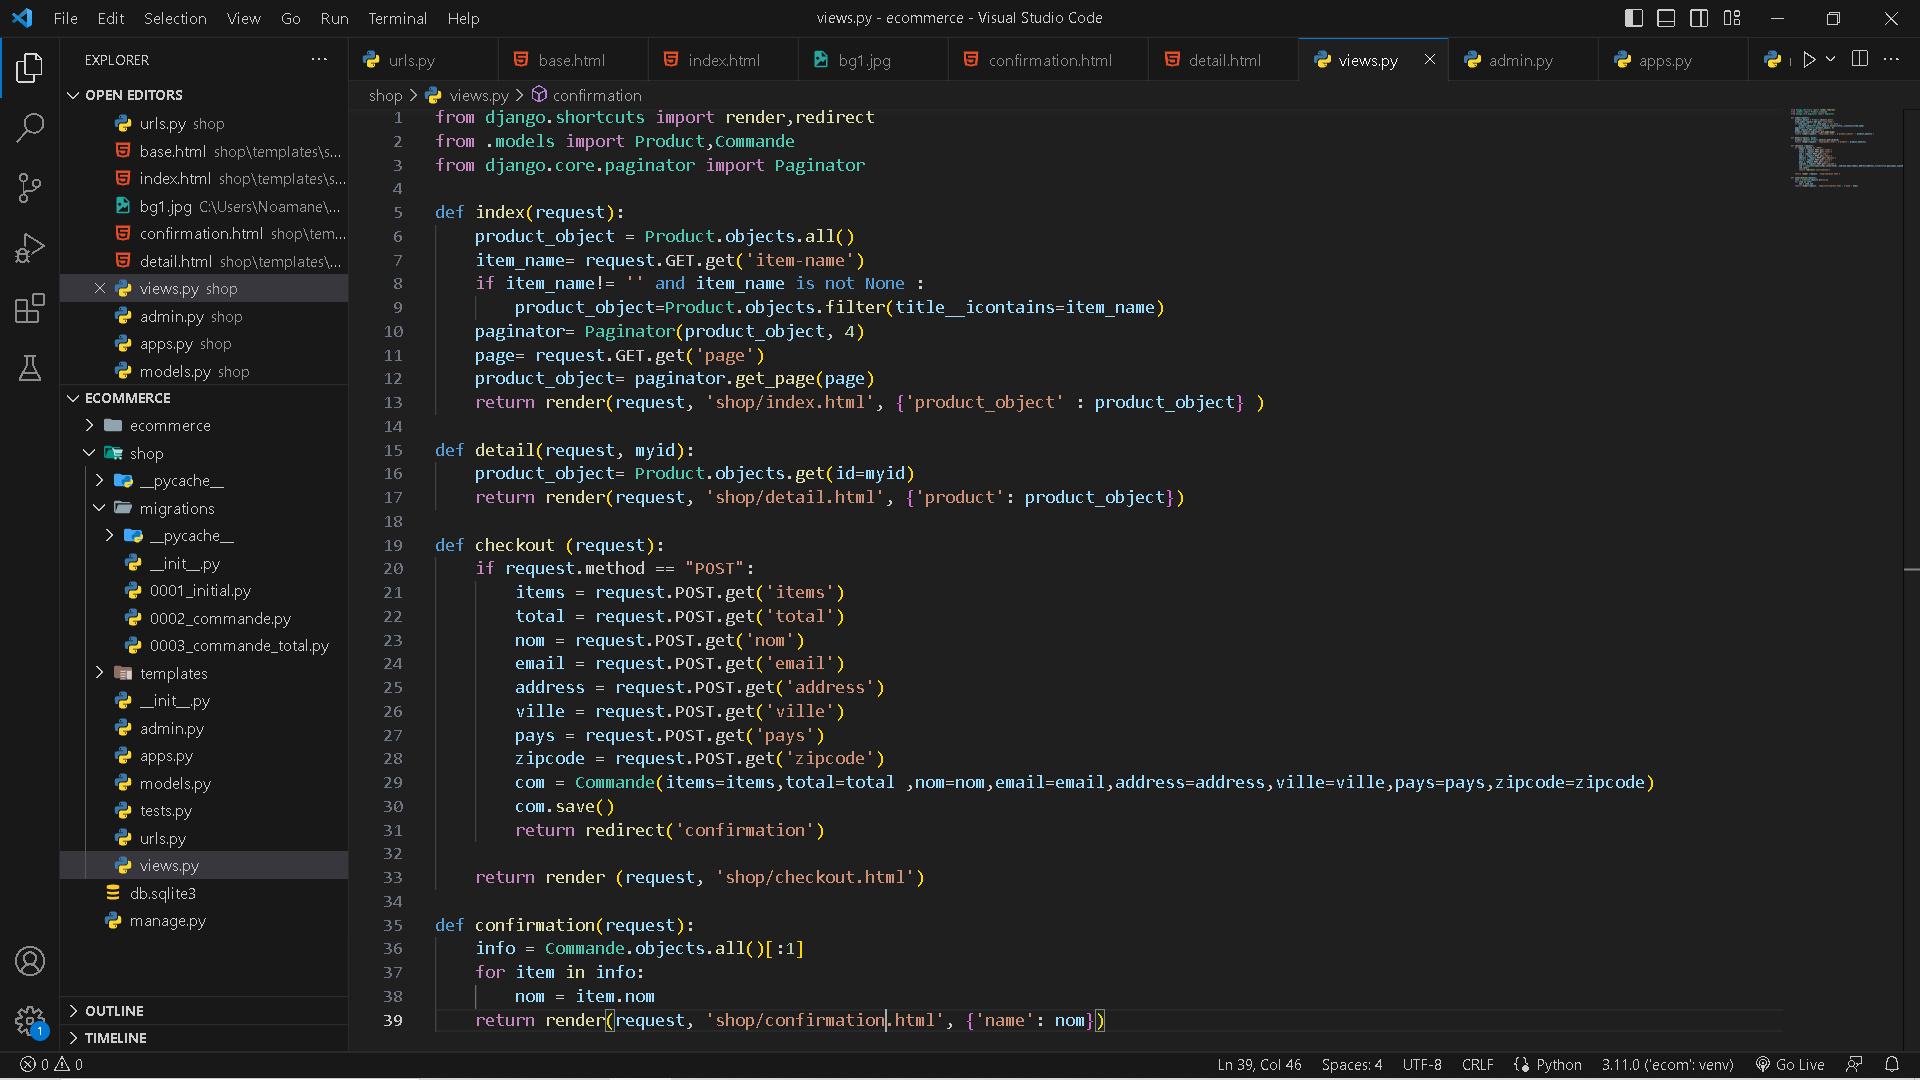 File Edit Selection View Go Run Terminal Help
views.py - ecommerce - Visual Studio Code
EXPLORER
OPEN EDITORS
urls.py shop
base.html shop\templates\s...
index.html shop\templates\s...
bg1.jpg C:\Users\Noamane\...
confirmation.html shop\tem...
detail.html shop\templates\...
views.py shop
admin.py shop
apps.py shop
models.py shop
ECOMMERCE
ecommerce
shop
__pycache__
migrations
__pycache__
__init__.py
0001_initial.py
0002_commande.py
0003_commande_total.py
templates
__init__.py
admin.py
apps.py
models.py
tests.py
urls.py
views.py
db.sqlite3
manage.py
OUTLINE
TIMELINE
1
urls.py base.html index.html bg1.jpg confirmation.html detail.html views.py admin.py apps.py
shop > views.py > confirmation
1 from django.shortcuts import render,redirect
2 from .models import Product,Commande
3 from django.core.paginator import Paginator
4
5 def index(request):
6 product_object = Product.objects.all()
7 item_name= request.GET.get('item-name')
8 if item_name!= '' and item_name is not None :
9 product_object=Product.objects.filter(title__icontains=item_name)
10 paginator= Paginator(product_object, 4)
11 page= request.GET.get('page')
12 product_object= paginator.get_page(page)
13 return render(request, 'shop/index.html', {'product_object' : product_object} )
14
15 def detail(request, myid):
16 product_object= Product.objects.get(id=myid)
17 return render(request, 'shop/detail.html', {'product': product_object})
18
19 def checkout (request):
20 if request.method == "POST":
21 items = request.POST.get('items')
22 total = request.POST.get('total')
23 nom = request.POST.get('nom')
24 email = request.POST.get('email')
25 address = request.POST.get('address')
26 ville = request.POST.get('ville')
27 pays = request.POST.get('pays')
28 zipcode = request.POST.get('zipcode')
29 com = Commande(items=items,total=total ,nom=nom,email=email,address=address,ville=ville,pays=pays,zipcode=zipcode)
30 com.save()
31 return redirect('confirmation')
32
33 return render (request, 'shop/checkout.html')
34
35 def confirmation(request):
36 info = Commande.objects.all()[:1]
37 for item in info:
38 nom = item.nom
39 return render(request, 'shop/confirmation.html', {'name': nom})
0 0
Ln 39, Col 46 Spaces: 4 UTF-8 CRLF Python 3.11.0 ('ecom': venv) Go Live